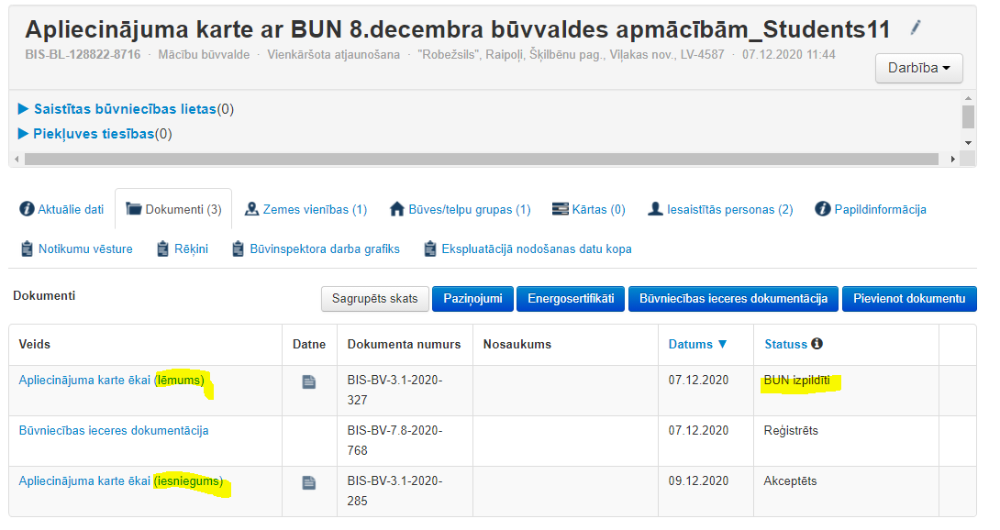 Apliecinājuma karte ar BUN 8.decembra būvvaldes apmācībām_Students11
BIS-BL-128822-8716 · Mācību būvvalde · Vienkāršota atjaunošana · "Robežsils", Raipoļi, Šķilbēnu pag., Viļakas nov., LV-4587 · 07.12.2020 11:44
Darbība
Saistītas būvniecības lietas(0)
Piekļuves tiesības(0)
Aktuālie dati
Dokumenti (3)
Zemes vienības (1)
Būves/telpu grupas (1)
Kārtas (0)
Iesaistītās personas (2)
Papildinformācija
Notikumu vēsture
Rēķini
Būvinspektora darba grafiks
Ekspluatācijā nodošanas datu kopa
Dokumenti
Sagrupēts skats
Paziņojumi
Energosertifikāti
Būvniecības ieceres dokumentācija
Pievienot dokumentu
Veids Datne Dokumenta numurs Nosaukums Datums ▼ Statuss
Apliecinājuma karte ēkai (lēmums) BIS-BV-3.1-2020- 07.12.2020 BUN izpildīti
327
Būvniecības ieceres dokumentācija BIS-BV-7.8-2020- 07.12.2020 Reģistrēts
768
Apliecinājuma karte ēkai (iesniegums) BIS-BV-3.1-2020- 09.12.2020 Akceptēts
285